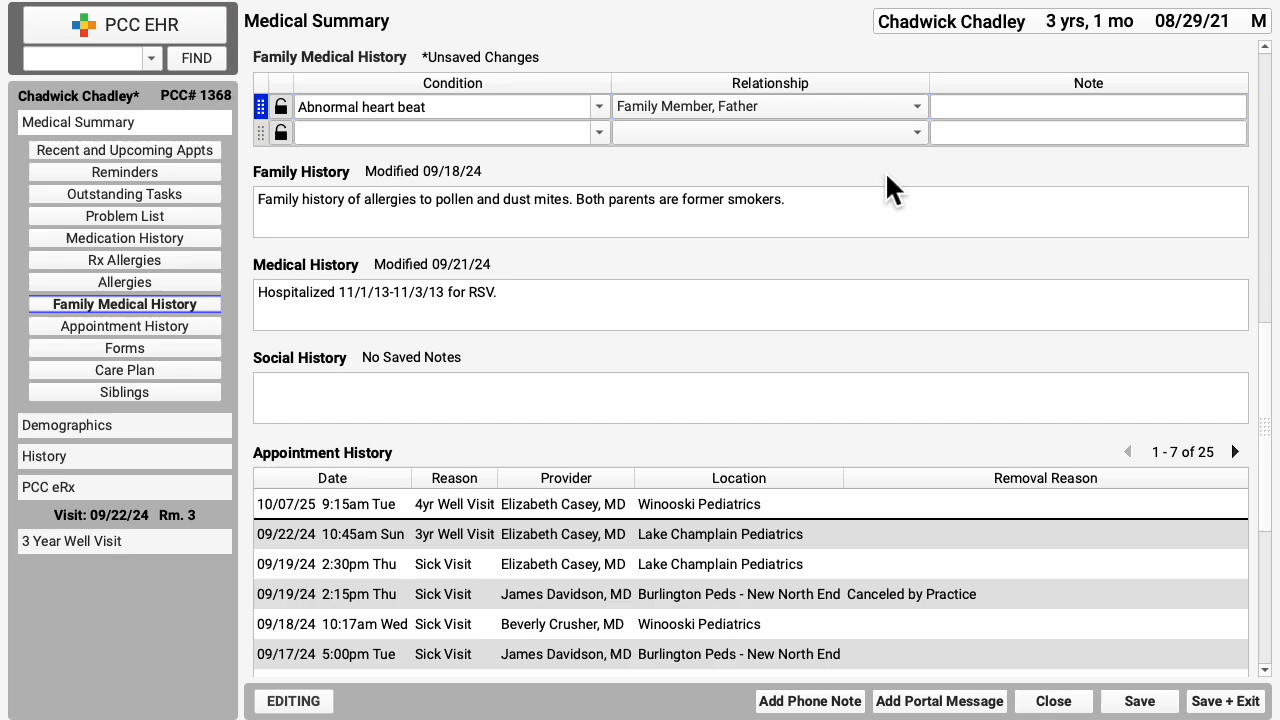 PCC EHR
FIND
Chadwick Chadley* PCC# 1368
Medical Summary
Recent and Upcoming Appts
Reminders
Outstanding Tasks
Problem List
Medication History
Rx Allergies
Allergies
Family Medical History
Appointment History
Forms
Care Plan
Siblings
Demographics
History
PCC eRx
Visit: 09/22/24 Rm. 3
3 Year Well Visit
Medical Summary
Chadwick Chadley 3 yrs, 1 mo 08/29/21 M
Family Medical History *Unsaved Changes
Condition Relationship Note
Abnormal heart beat Family Member, Father
Family History Modified 09/18/24
Family history of allergies to pollen and dust mites. Both parents are former smokers.
Medical History Modified 09/21/24
Hospitalized 11/1/13-11/3/13 for RSV.
Social History No Saved Notes
Appointment History 1 - 7 of 25
Date Reason Provider Location Removal Reason
10/07/25 9:15am Tue 4yr Well Visit Elizabeth Casey, MD Winooski Pediatrics
09/22/24 10:45am Sun 3yr Well Visit Elizabeth Casey, MD Lake Champlain Pediatrics
09/19/24 2:30pm Thu Sick Visit Elizabeth Casey, MD Lake Champlain Pediatrics
09/19/24 2:15pm Thu Sick Visit James Davidson, MD Burlington Peds - New North End Canceled by Practice
09/18/24 10:17am Wed Sick Visit Beverly Crusher, MD Winooski Pediatrics
09/17/24 5:00pm Tue Sick Visit James Davidson, MD Burlington Peds - New North End
EDITING Add Phone Note Add Portal Message Close Save Save + Exit